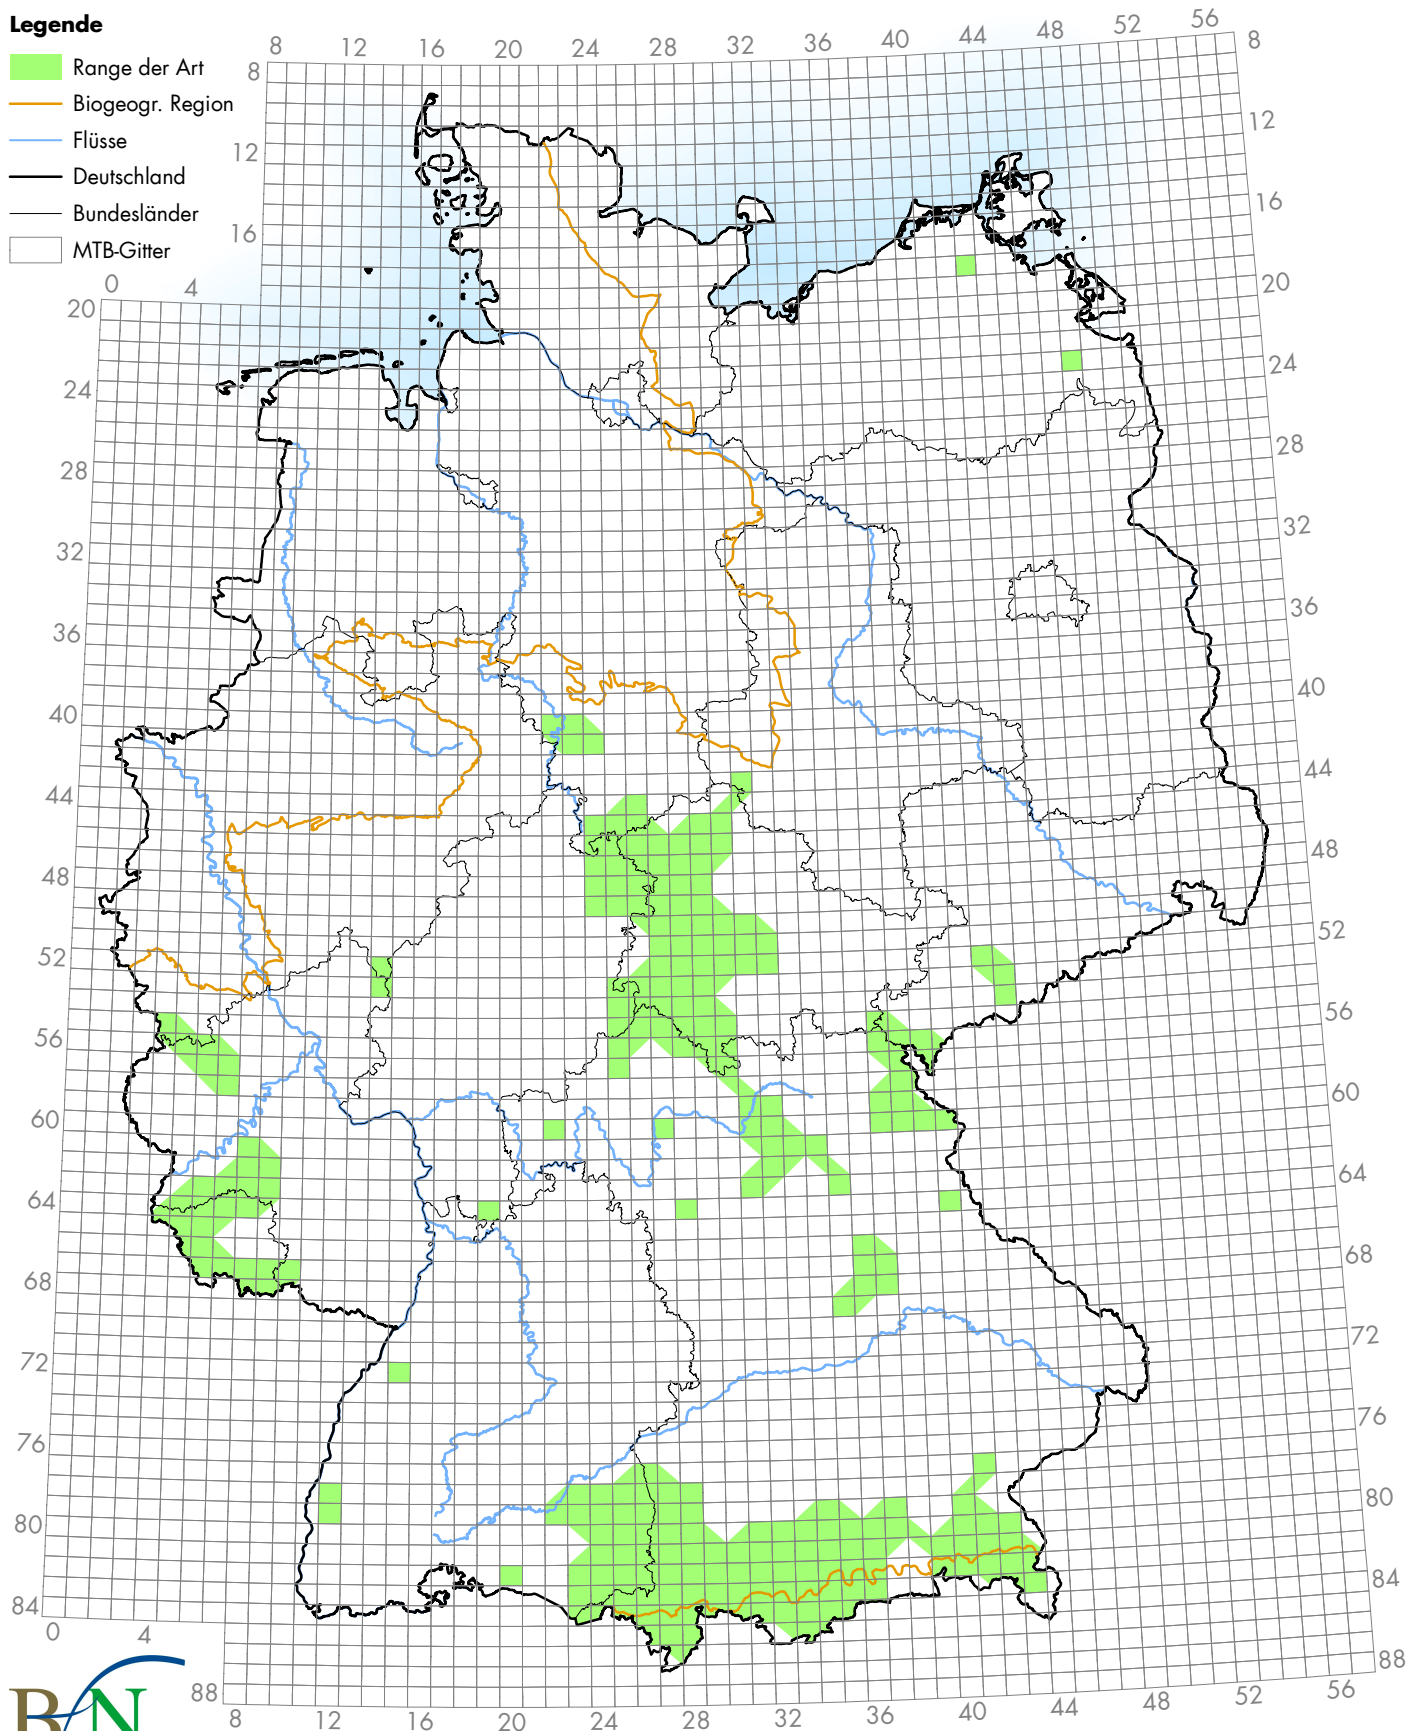 Legende
Range der Art
Biogeogr. Region
Flüsse
Deutschland
Bundesländer
MTB-Gitter
8 12 16 20 24 28 32 36 40 44 48 52 56
8 8
12 12
16 16
0 4
20 20
24 24
28 28
32 32
36 36
40 40
44 44
48 48
52 52
56 56
60 60
64 64
68 68
72 72
76 76
80 80
84 84
0 4
88 88
8 12 16 20 24 28 32 36 40 44 48 52 56
BfN